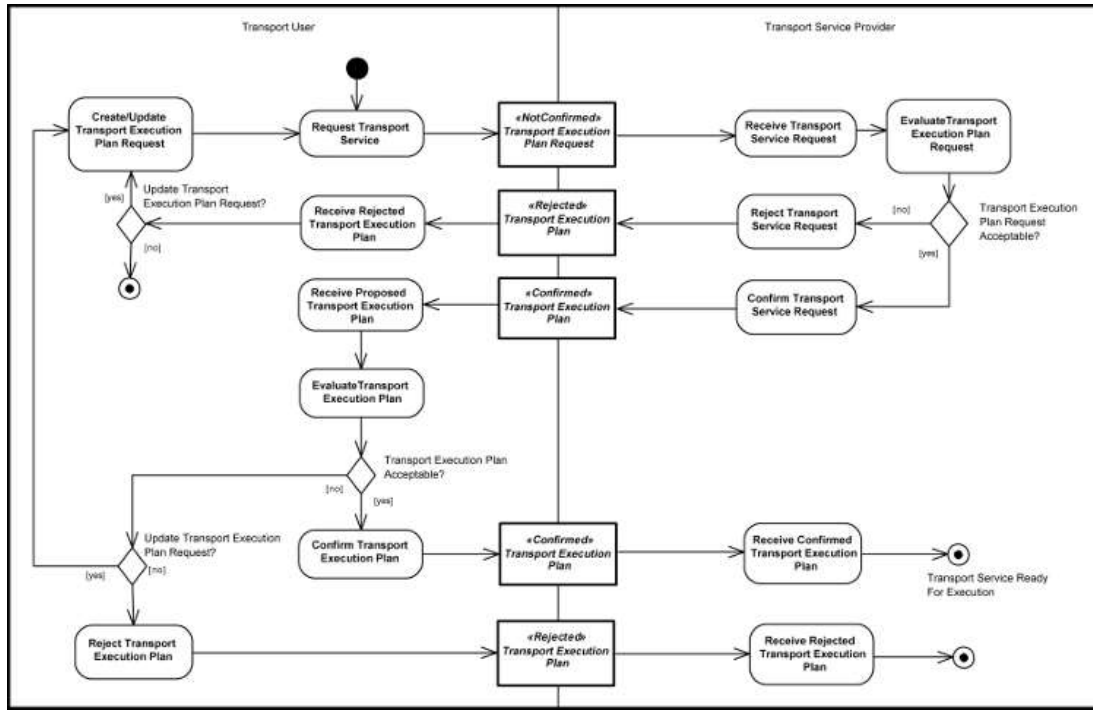 Transport User
Transport Service Provider
Create/Update
Transport Execution
Plan Request
Request Transport
Service
«NotConfirmed»
Transport Execution
Plan Request
Receive Transport
Service Request
EvaluateTransport
Execution Plan
Request
[yes]
Update Transport
Execution Plan Request?
[no]
Receive Rejected
Transport Execution
Plan
«Rejected»
Transport Execution
Plan
Reject Transport
Service Request
[no]
Transport Execution
Plan Request
Acceptable?
[yes]
Receive Proposed
Transport Execution
Plan
«Confirmed»
Transport Execution
Plan
Confirm Transport
Service Request
EvaluateTransport
Execution Plan
Transport Execution Plan
Acceptable?
[no]
[yes]
Update Transport Execution
Plan Request?
[yes]
[no]
Confirm Transport
Execution Plan
«Confirmed»
Transport Execution
Plan
Receive Confirmed
Transport Execution
Plan
Transport Service Ready
For Execution
Reject Transport
Execution Plan
«Rejected»
Transport Execution
Plan
Receive Rejected
Transport Execution
Plan